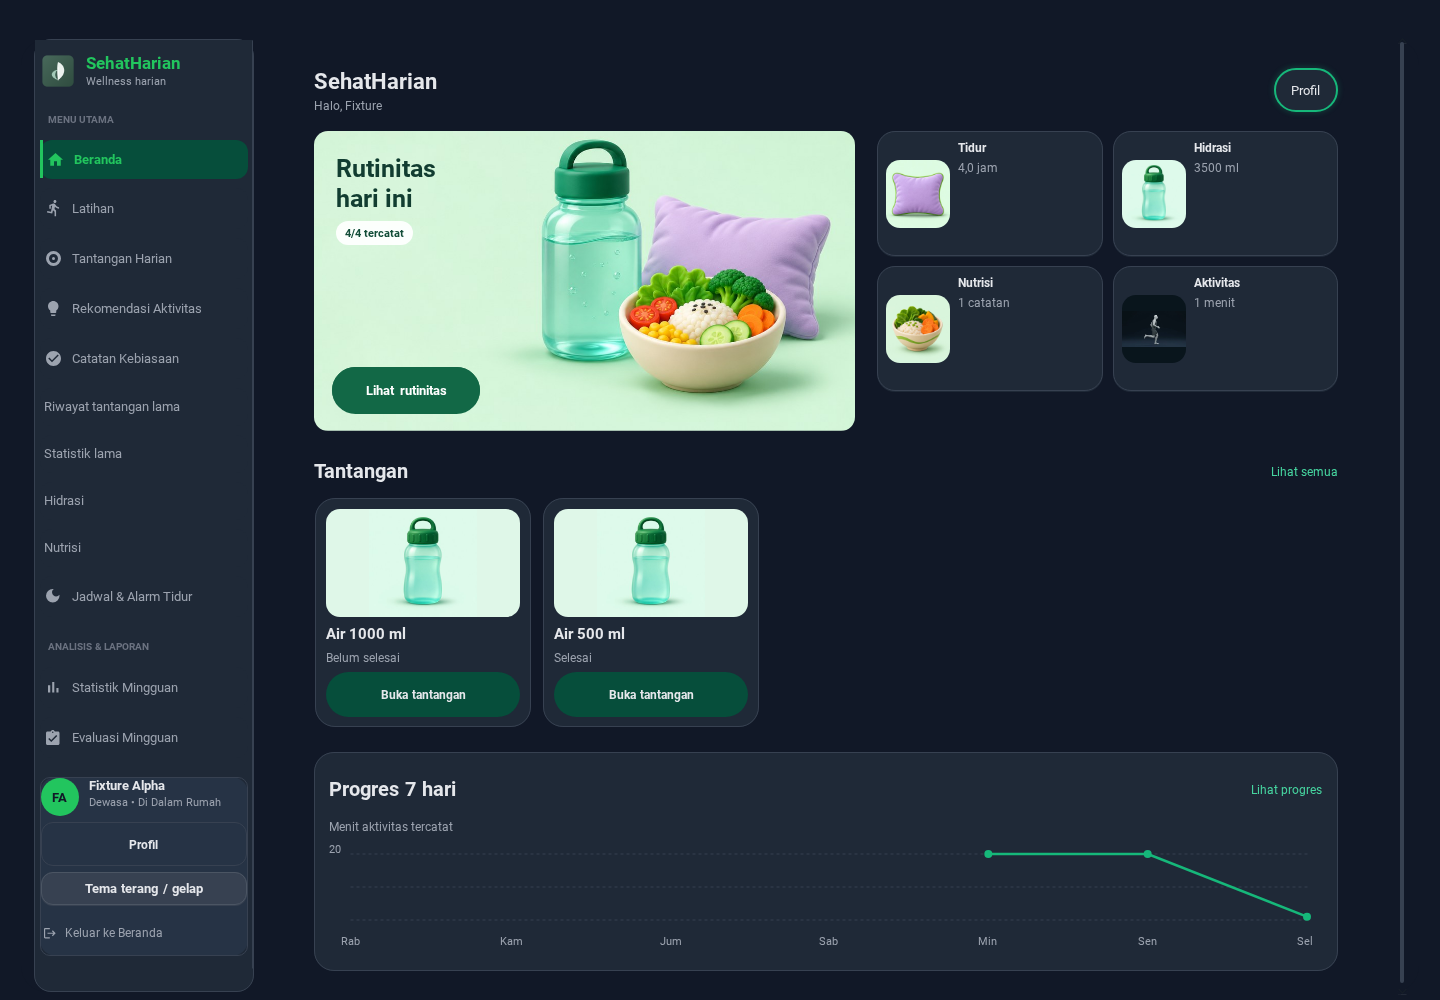 SehatHarian
Wellness harian
MENU UTAMA
Beranda
Latihan
Tantangan Harian
Rekomendasi Aktivitas
Catatan Kebiasaan
Riwayat tantangan lama
Statistik lama
Hidrasi
Nutrisi
Jadwal & Alarm Tidur
ANALISIS & LAPORAN
Statistik Mingguan
Evaluasi Mingguan
FA
Fixture Alpha
Dewasa • Di Dalam Rumah
Profil
Tema terang / gelap
Keluar ke Beranda
SehatHarian
Halo, Fixture
Profil
Rutinitas
hari ini
4/4 tercatat
Lihat rutinitas
Tidur
4,0 jam
Hidrasi
3500 ml
Nutrisi
1 catatan
Aktivitas
1 menit
Tantangan
Lihat semua
Air 1000 ml
Belum selesai
Buka tantangan
Air 500 ml
Selesai
Buka tantangan
Progres 7 hari
Lihat progres
Menit aktivitas tercatat
20
Rab Kam Jum Sab Min Sen Sel